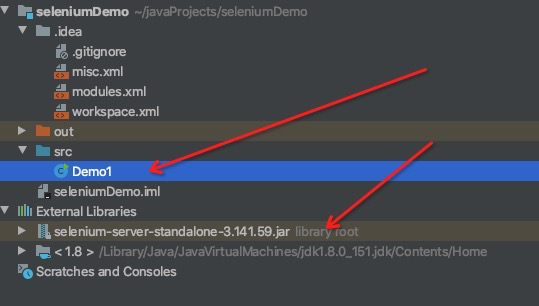 seleniumDemo ~/javaProjects/seleniumDemo
.idea
.gitignore
misc.xml
modules.xml
workspace.xml
out
src
Demo1
seleniumDemo.iml
External Libraries
selenium-server-standalone-3.141.59.jar library root
< 1.8 > /Library/Java/JavaVirtualMachines/jdk1.8.0_151.jdk/Contents/Home
Scratches and Consoles